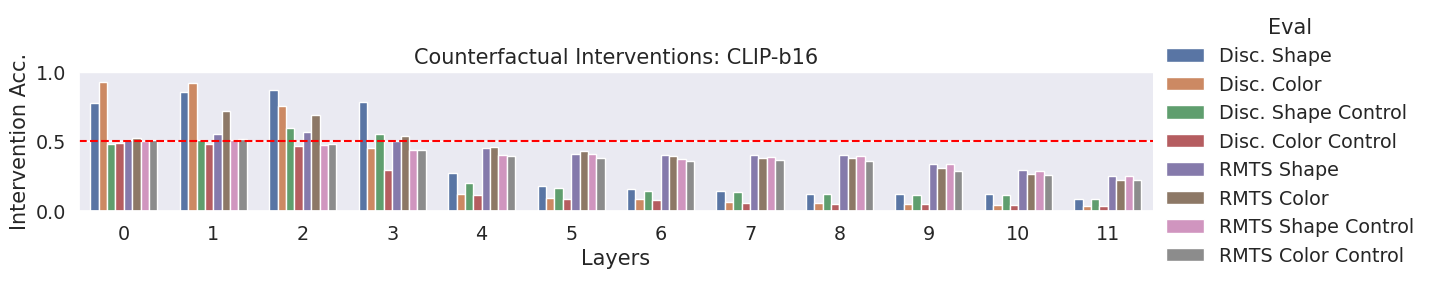 Counterfactual Interventions: CLIP-b16
Intervention Acc.
1.0
0.5
0.0
0 1 2 3 4 5 6 7 8 9 10 11
Layers
Eval
Disc. Shape
Disc. Color
Disc. Shape Control
Disc. Color Control
RMTS Shape
RMTS Color
RMTS Shape Control
RMTS Color Control